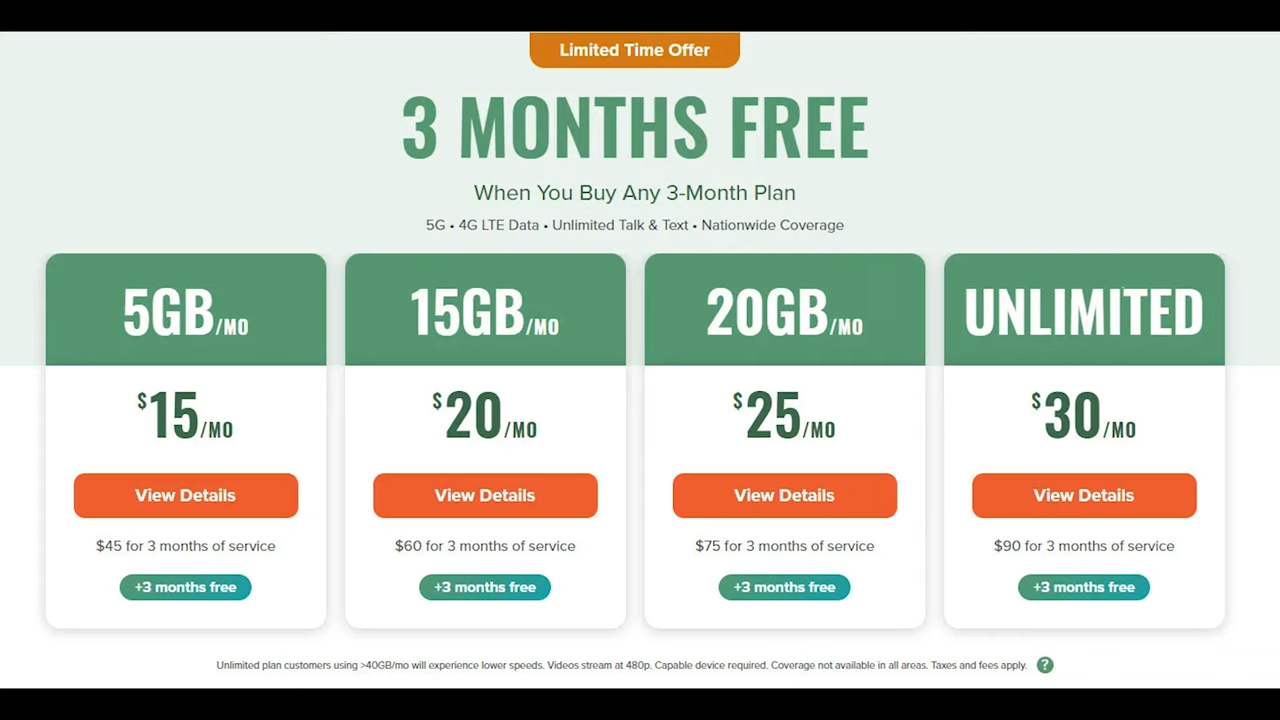 Limited Time Offer
3 MONTHS FREE
When You Buy Any 3-Month Plan
5G • 4G LTE Data • Unlimited Talk & Text • Nationwide Coverage
5GB/MO
$15/MO
View Details
$45 for 3 months of service
+3 months free
15GB/MO
$20/MO
View Details
$60 for 3 months of service
+3 months free
20GB/MO
$25/MO
View Details
$75 for 3 months of service
+3 months free
UNLIMITED
$30/MO
View Details
$90 for 3 months of service
+3 months free
Unlimited plan customers using >40GB/mo will experience lower speeds. Videos stream at 480p. Capable device required. Coverage not available in all areas. Taxes and fees apply. ?